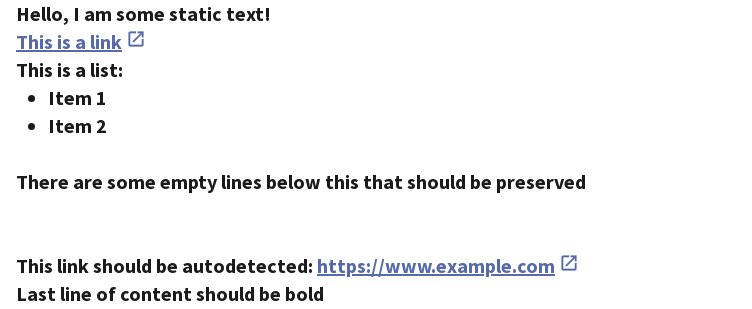 Hello, I am some static text!
This is a link
This is a list:
• Item 1
• Item 2
There are some empty lines below this that should be preserved
This link should be autodetected: https://www.example.com
Last line of content should be bold